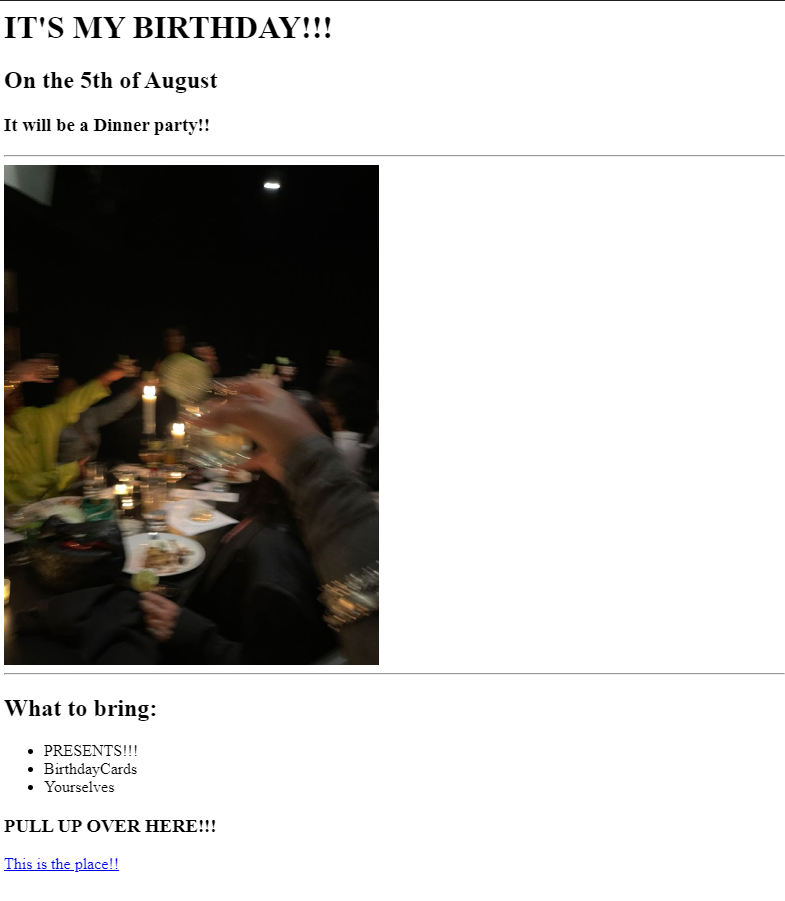 IT'S MY BIRTHDAY!!!
On the 5th of August
It will be a Dinner party!!
What to bring:
PRESENTS!!!
BirthdayCards
Yourselves
PULL UP OVER HERE!!!
This is the place!!